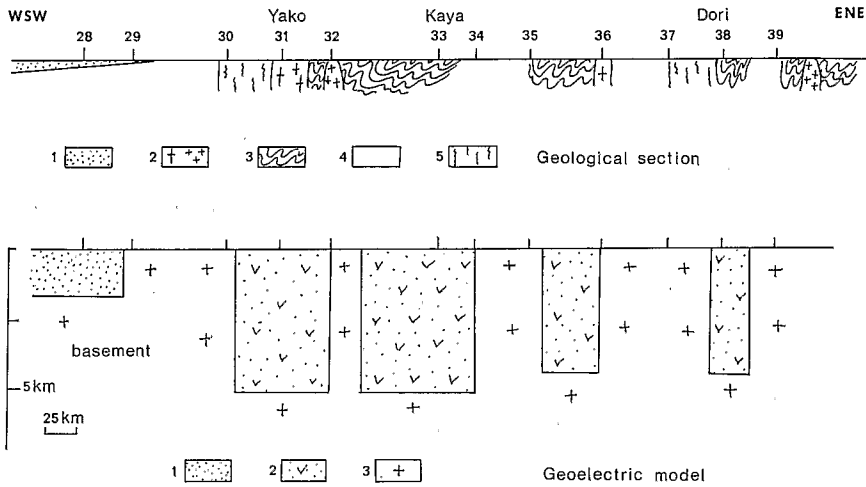 WSW Yako Kaya Dori ENE
28 29 30 31 32 33 34 35 36 37 38 39
1 2 3 4 5 Geological section
basement
5km
25km
1 2 3 Geoelectric model